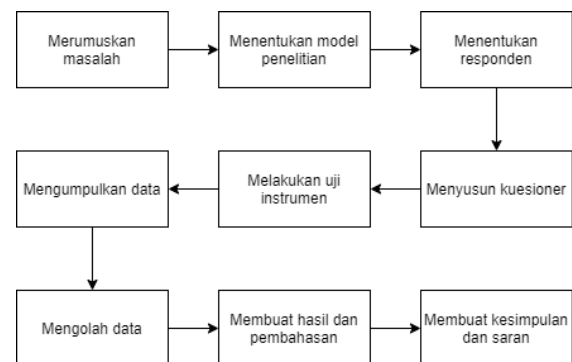 Merumuskan
masalah
Menentukan model
penelitian
Menentukan
responden
Menyusun kuesioner
Melakukan uji
instrumen
Mengumpulkan data
Mengolah data
Membuat hasil dan
pembahasan
Membuat kesimpulan
dan saran